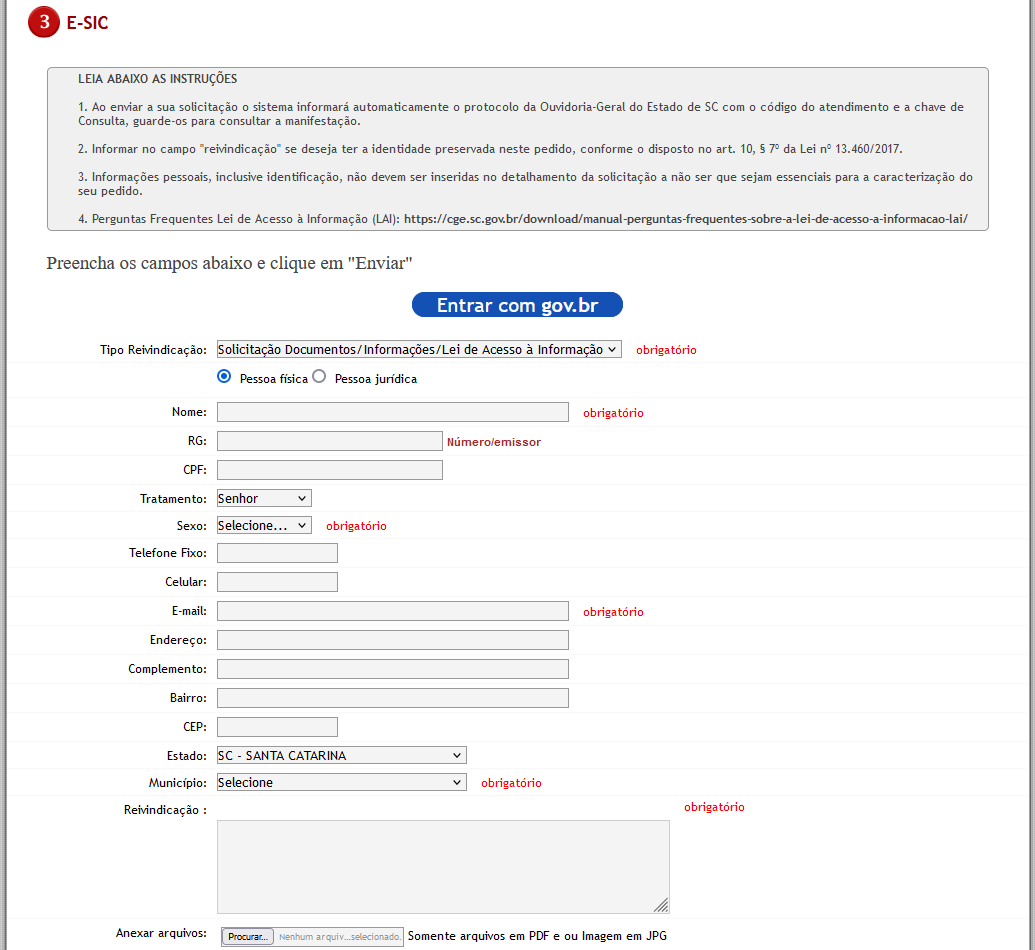 3 E-SIC
LEIA ABAIXO AS INSTRUÇÕES
1. Ao enviar a sua solicitação o sistema informará automaticamente o protocolo da Ouvidoria-Geral do Estado de SC com o código do atendimento e a chave de
Consulta, guarde-os para consultar a manifestação.
2. Informar no campo "reivindicação" se deseja ter a identidade preservada neste pedido, conforme o disposto no art. 10, § 7º da Lei nº 13.460/2017.
3. Informações pessoais, inclusive identificação, não devem ser inseridas no detalhamento da solicitação a não ser que sejam essenciais para a caracterização do
seu pedido.
4. Perguntas Frequentes Lei de Acesso à Informação (LAI): https://cge.sc.gov.br/download/manual-perguntas-frequentes-sobre-a-lei-de-acesso-a-informacao-lai/
Preencha os campos abaixo e clique em "Enviar"
Entrar com gov.br
Tipo Reivindicação: Solicitação Documentos/Informações/Lei de Acesso à Informação obrigatório
Pessoa física Pessoa jurídica
Nome: obrigatório
RG: Número/emissor
CPF:
Tratamento: Senhor
Sexo: Selecione... obrigatório
Telefone Fixo:
Celular:
E-mail: obrigatório
Endereço:
Complemento:
Bairro:
CEP:
Estado: SC - SANTA CATARINA
Município: Selecione obrigatório
Reivindicação : obrigatório
Anexar arquivos: Procurar... Nenhum arquiv...selecionado. Somente arquivos em PDF e ou Imagem em JPG